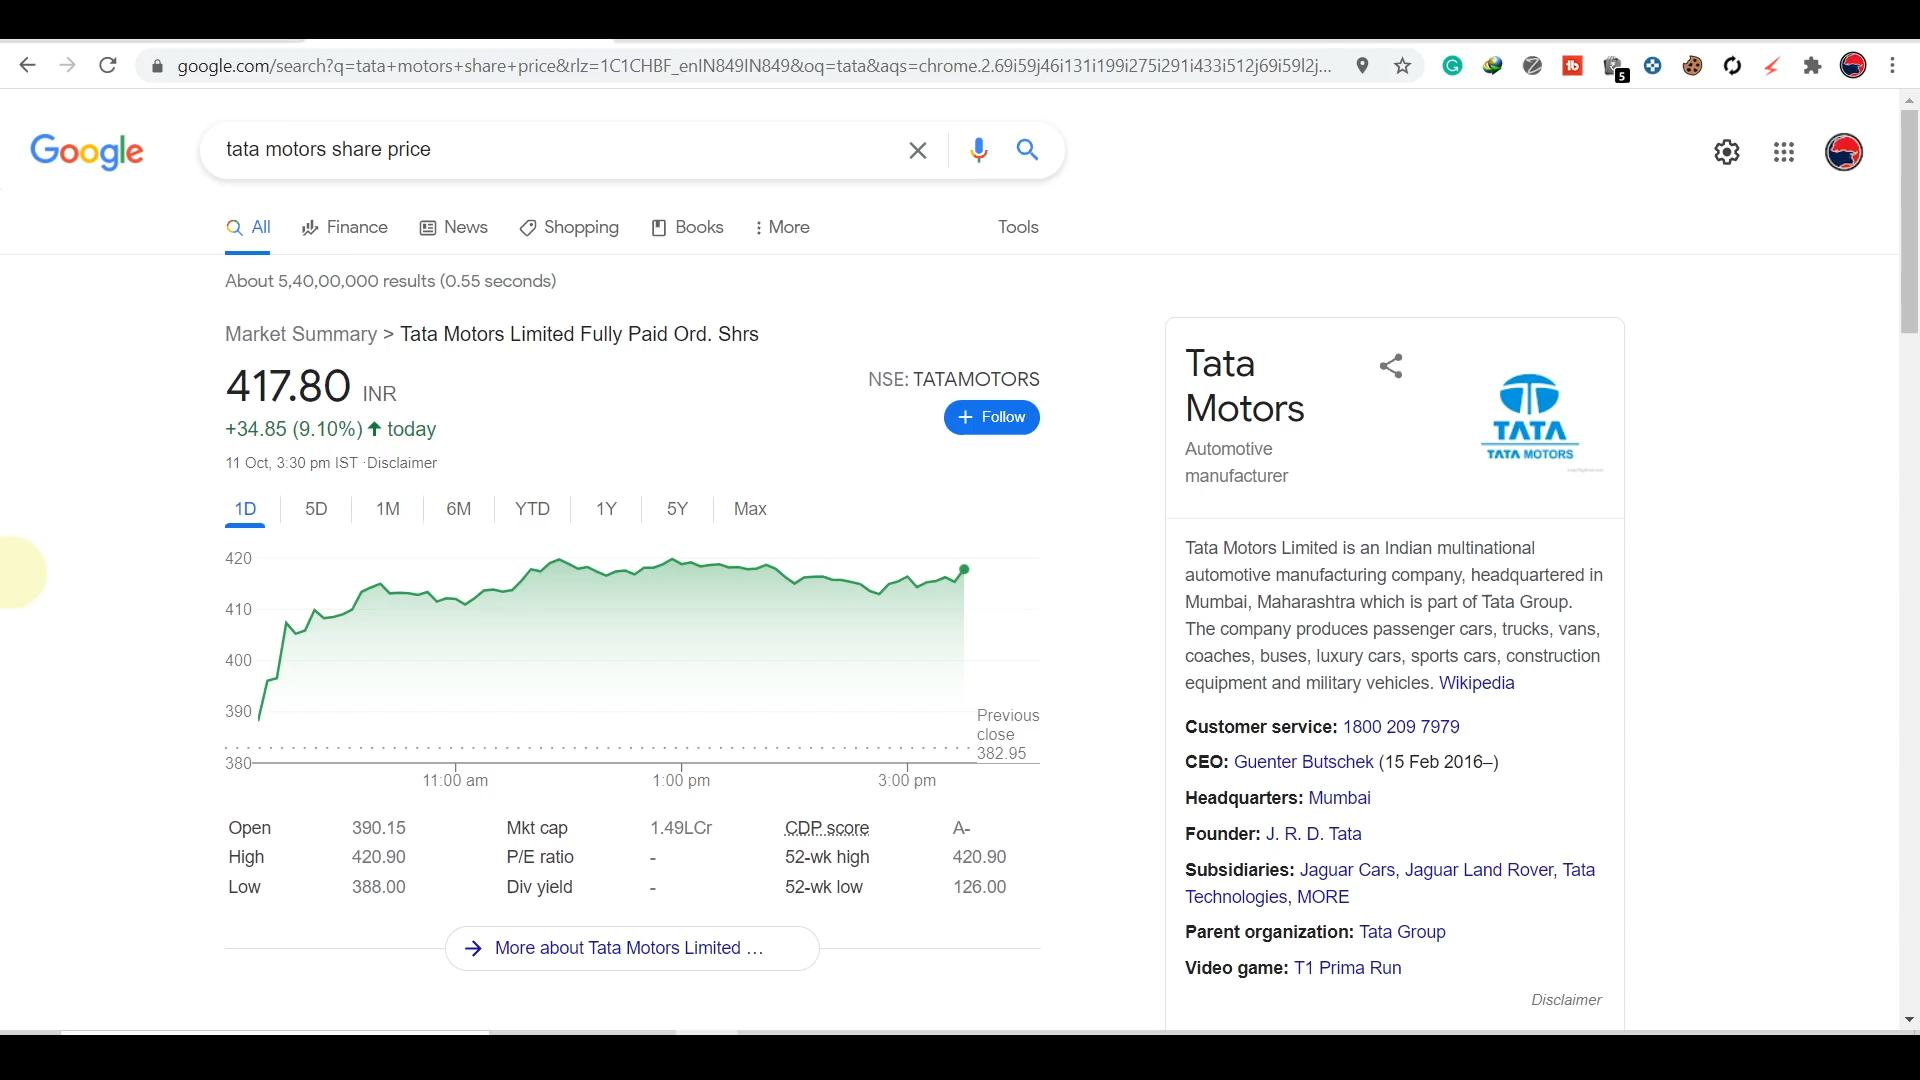 google.com/search?q=tata+motors+share+price&rlz=1C1CHBF_enIN849IN849&oq=tata&aqs=chrome.2.69i59j46i131i199i275i291i433i512j69i59l2j...
tb
5
Google
tata motors share price
All
Finance
News
Shopping
Books
More
Tools
About 5,40,00,000 results (0.55 seconds)
Market Summary > Tata Motors Limited Fully Paid Ord. Shrs
417.80 INR
NSE: TATAMOTORS
+34.85 (9.10%) today
+ Follow
11 Oct, 3:30 pm IST ·Disclaimer
1D
5D
1M
6M
YTD
1Y
5Y
Max
420
410
400
390
380
Previous
close
382.95
11:00 am
1:00 pm
3:00 pm
Open 390.15 Mkt cap 1.49LCr CDP score A-
High 420.90 P/E ratio - 52-wk high 420.90
Low 388.00 Div yield - 52-wk low 126.00
More about Tata Motors Limited ...
Tata
Motors
Automotive
manufacturer
TATA
TATA MOTORS
Tata Motors Limited is an Indian multinational
automotive manufacturing company, headquartered in
Mumbai, Maharashtra which is part of Tata Group.
The company produces passenger cars, trucks, vans,
coaches, buses, luxury cars, sports cars, construction
equipment and military vehicles. Wikipedia
Customer service: 1800 209 7979
CEO: Guenter Butschek (15 Feb 2016–)
Headquarters: Mumbai
Founder: J. R. D. Tata
Subsidiaries: Jaguar Cars, Jaguar Land Rover, Tata
Technologies, MORE
Parent organization: Tata Group
Video game: T1 Prima Run
Disclaimer